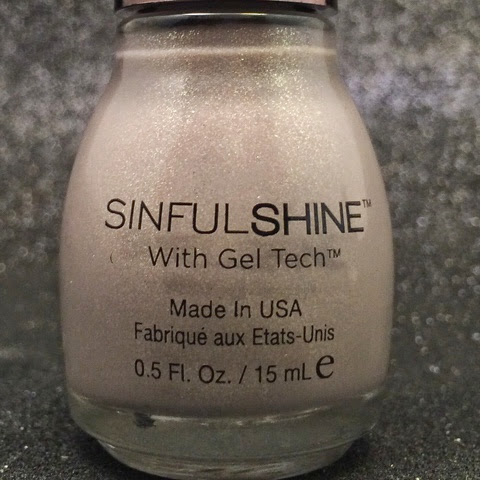 SINFULSHINE™
With Gel Tech™
Made In USA
Fabriqué aux Etats-Unis
0.5 Fl. Oz. / 15 mL ℮